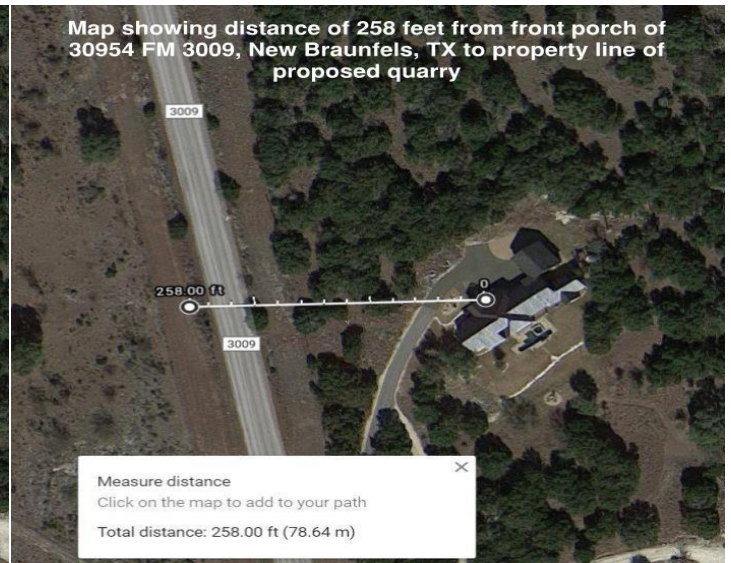 Map showing distance of 258 feet from front porch of
30954 FM 3009, New Braunfels, TX to property line of
proposed quarry
3009
258.00 ft
0
3009
Measure distance
Click on the map to add to your path
Total distance: 258.00 ft (78.64 m)